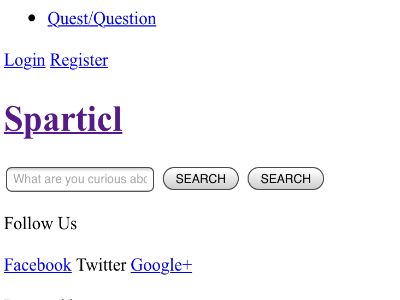 Quest/Question
Login Register
Sparticl
What are you curious abo SEARCH SEARCH
Follow Us
Facebook Twitter Google+